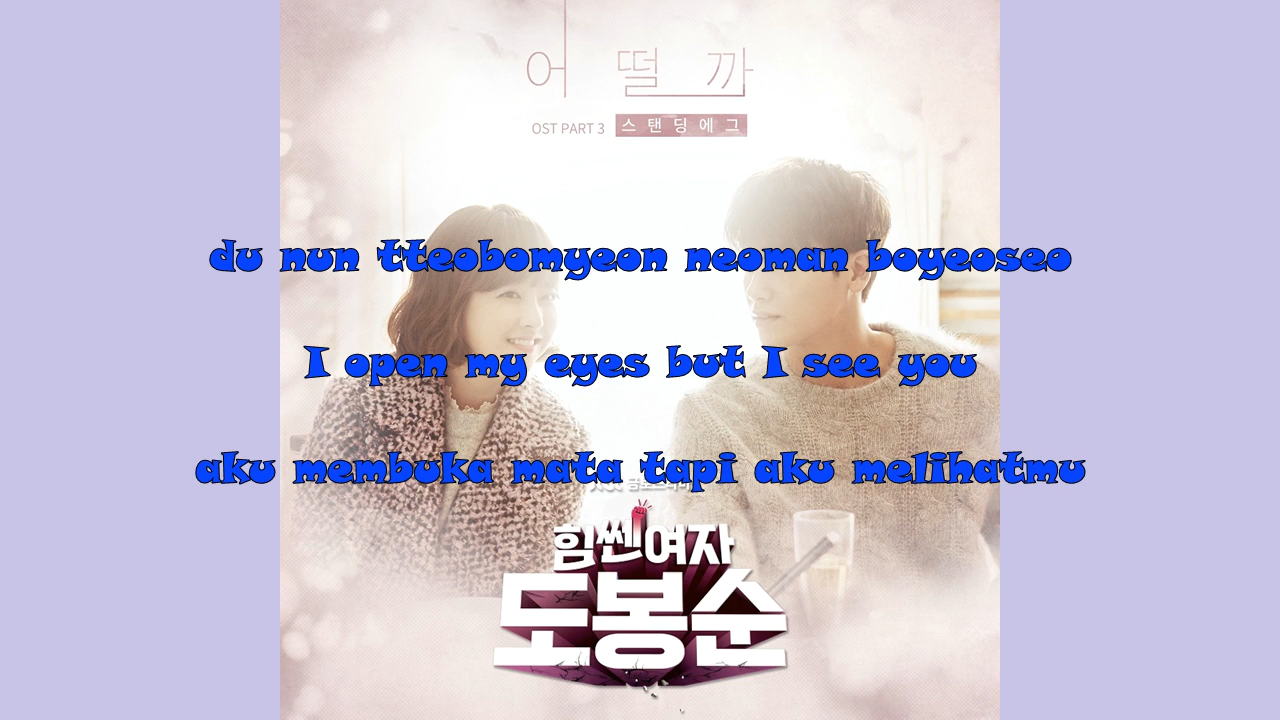 어떨까
OST PART 3 스탠딩에그
du nun tteobomyeon neoman boyeoseo
I open my eyes but I see you
aku membuka mata tapi aku melihatmu
힘쎈여자
도봉순